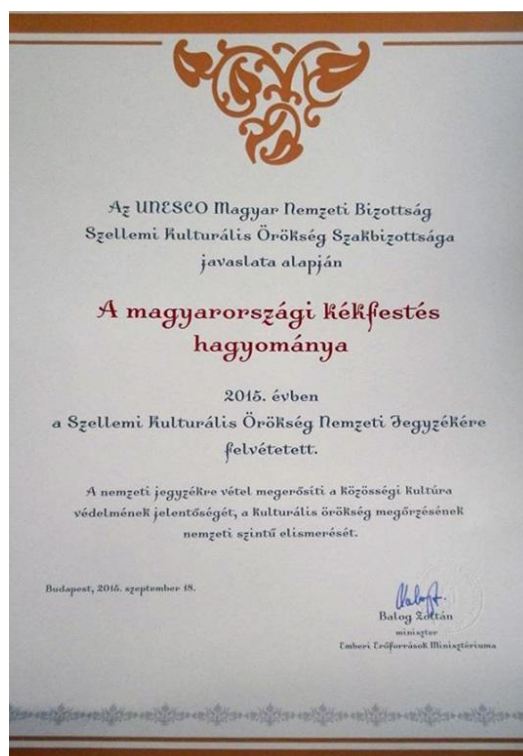 Az UNESCO Magyar Nemzeti Bizottság
Szellemi Kulturális Örökség Szakbizottsága
javaslata alapján
A magyarországi kékfestés
hagyománya
2015. évben
a Szellemi Kulturális Örökség Nemzeti Jegyzékére
felvétetett.
A nemzeti jegyzékre vétel megerősíti a közösségi kultúra
védelmének jelentőségét, a kulturális örökség megőrzésének
nemzeti szintű elismerését.
Budapest, 2015. szeptember 18.
Balog Zoltán
miniszter
Emberi Erőforrások Minisztériuma